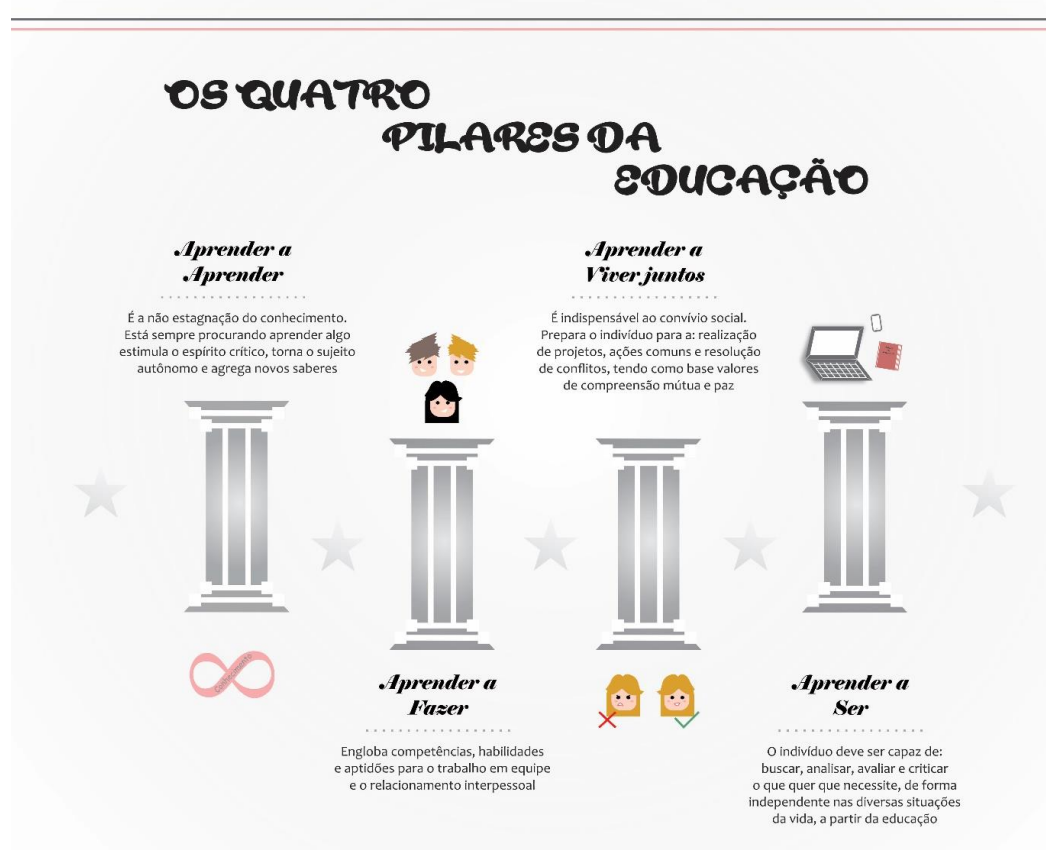 OS QUATRO
PILARES DA
EDUCAÇÃO
Aprender a
Aprender
É a não estagnação do conhecimento.
Está sempre procurando aprender algo
estimula o espírito crítico, torna o sujeito
autônomo e agrega novos saberes
Aprender a
Fazer
Engloba competências, habilidades
e aptidões para o trabalho em equipe
e o relacionamento interpessoal
Aprender a
Viver juntos
É indispensável ao convívio social.
Prepara o indivíduo para a: realização
de projetos, ações comuns e resolução
de conflitos, tendo como base valores
de compreensão mútua e paz
Aprender a
Ser
O indivíduo deve ser capaz de:
buscar, analisar, avaliar e criticar
o que quer que necessite, de forma
independente nas diversas situações
da vida, a partir da educação
Conhecimento